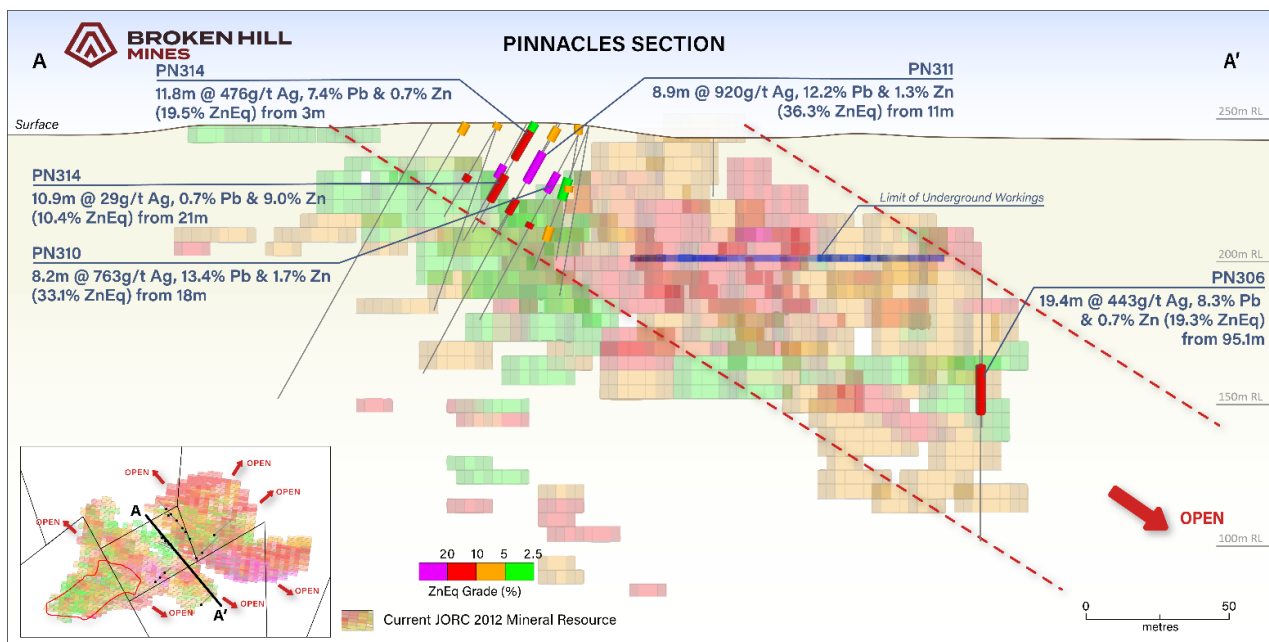 BROKEN HILL
MINES
PINNACLES SECTION
A
A'
PN314
11.8m @ 476g/t Ag, 7.4% Pb & 0.7% Zn
(19.5% ZnEq) from 3m
PN311
8.9m @ 920g/t Ag, 12.2% Pb & 1.3% Zn
(36.3% ZnEq) from 11m
250m RL
Surface
PN314
10.9m @ 29g/t Ag, 0.7% Pb & 9.0% Zn
(10.4% ZnEq) from 21m
Limit of Underground Workings
200m RL
PN310
8.2m @ 763g/t Ag, 13.4% Pb & 1.7% Zn
(33.1% ZnEq) from 18m
PN306
19.4m @ 443g/t Ag, 8.3% Pb
& 0.7% Zn (19.3% ZnEq)
from 95.1m
150m RL
OPEN
100m RL
OPEN
OPEN
OPEN
OPEN
A
OPEN
OPEN
OPEN
A'
20 10 5 2.5
ZnEq Grade (%)
Current JORC 2012 Mineral Resource
0 50
metres